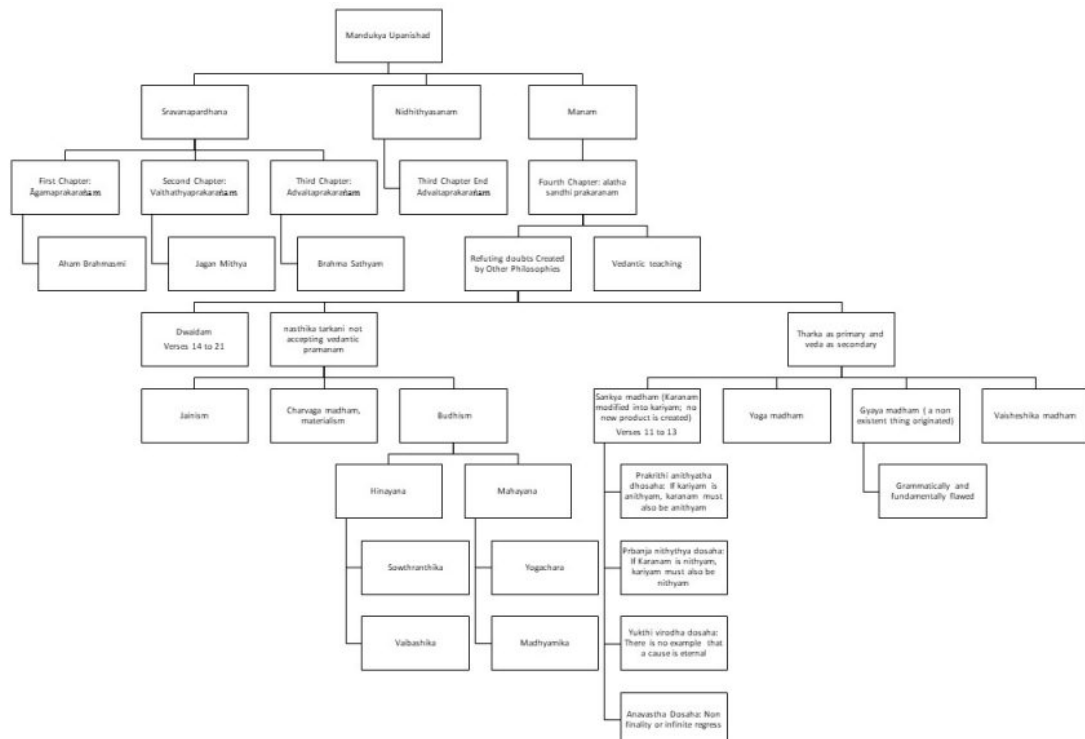 Mandukya Upanishad
Sravanapardhana
Nidhithyasanam
Manam
First Chapter:
Āgamaprakaraṅam
Second Chapter:
Vaithathyaprakaraṅam
Third Chapter:
Advaitaprakaraṅam
Third Chapter End
Advaitaprakaraṅam
Fourth Chapter: alatha
sandhi prakaranam
Aham Brahmasmi
Jagan Mithya
Brahma Sathyam
Refuting doubts Created
by Other Philosophies
Vedantic teaching
Dwaidam
Verses 14 to 21
nasthika tarkani not
accepting vedantic
pramanam
Tharka as primary and
veda as secondary
Jainism
Charvaga madham,
materialism
Budhism
Sankya madham (Karanam
modified into kariyam; no
new product is created)
Verses 11 to 13
Yoga madham
Gyaya madham ( a non
existent thing originated)
Vaisheshika madham
Hinayana
Mahayana
Prakrithi anithyatha
dhosaha: If kariyam is
anithyam, karanam must
also be anithyam
Grammatically and
fundamentally flawed
Sowthranthika
Yogachara
Prbanja nithythya dosaha:
If Karanam is nithyam,
kariyam must also be
nithyam
Vaibashika
Madhyamika
Yukthi virodha dosaha:
There is no example that
a cause is eternal
Anavastha Dosaha: Non
finality or infinite regress